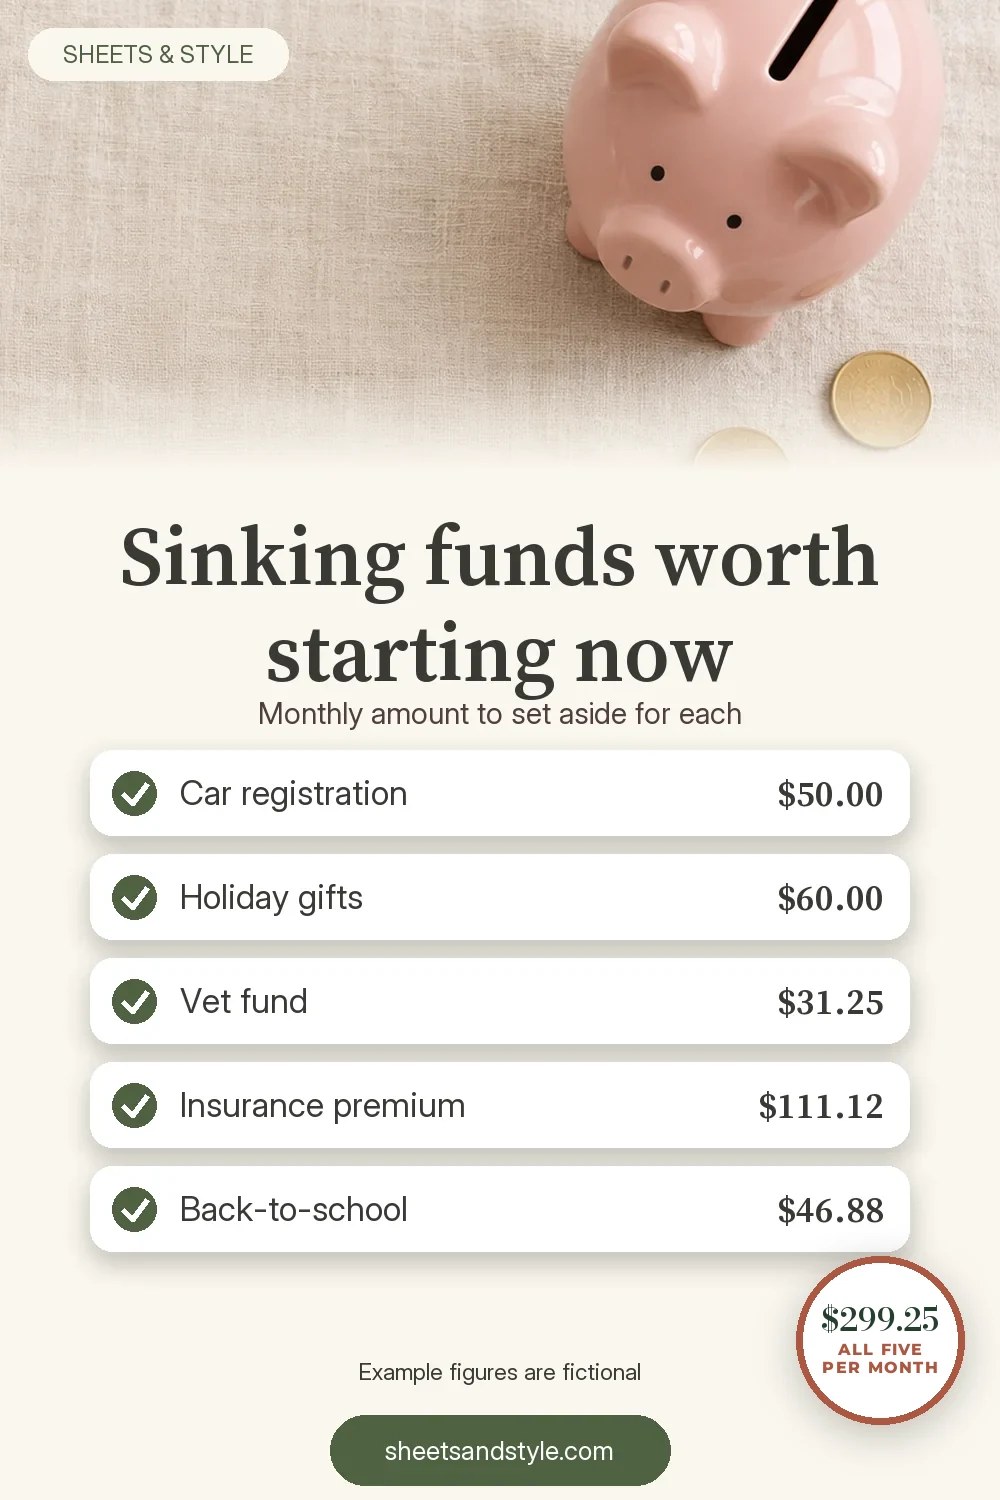 SHEETS & STYLE
Sinking funds worth
starting now
Monthly amount to set aside for each
Car registration $50.00
Holiday gifts $60.00
Vet fund $31.25
Insurance premium $111.12
Back-to-school $46.88
$299.25
ALL FIVE
PER MONTH
Example figures are fictional
sheetsandstyle.com